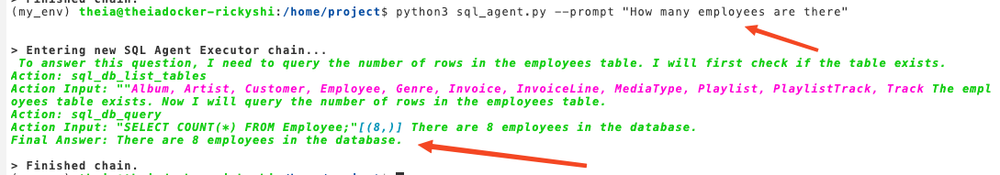 > Finished chain.
(my_env) theia@theiadocker-rickyshi:/home/project$ python3 sql_agent.py --prompt "How many employees are there"
> Entering new SQL Agent Executor chain...
To answer this question, I need to query the number of rows in the employees table. I will first check if the table exists.
Action: sql_db_list_tables
Action Input: ""Album, Artist, Customer, Employee, Genre, Invoice, InvoiceLine, MediaType, Playlist, PlaylistTrack, Track The empl
oyees table exists. Now I will query the number of rows in the employees table.
Action: sql_db_query
Action Input: "SELECT COUNT(*) FROM Employee;"[(8,)] There are 8 employees in the database.
Final Answer: There are 8 employees in the database.
> Finished chain.